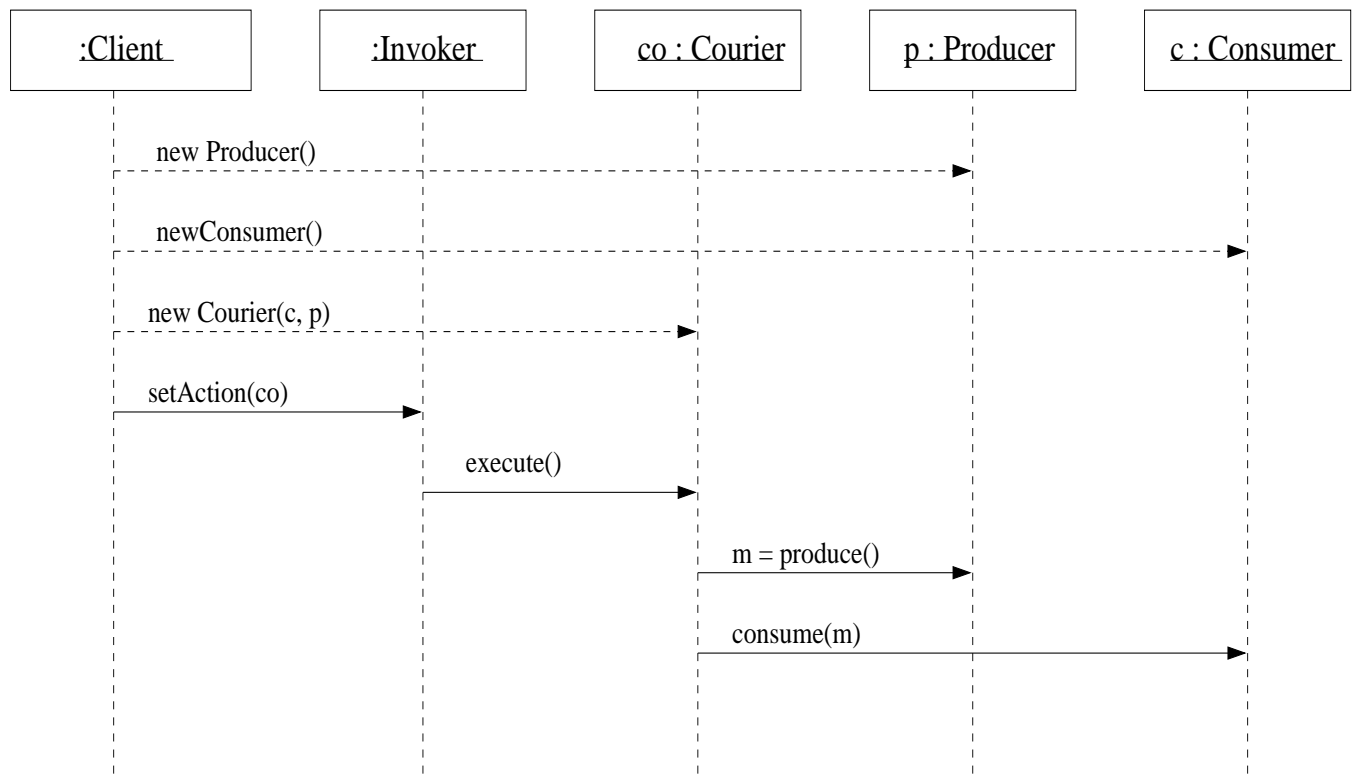 :Client
:Invoker
co : Courier
p : Producer
c : Consumer
new Producer()
newConsumer()
new Courier(c, p)
setAction(co)
execute()
m = produce()
consume(m)